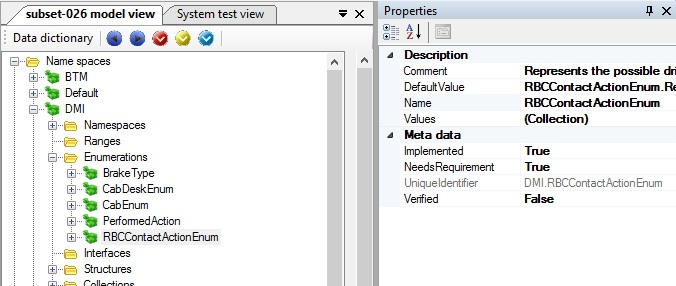 subset-026 model view
System test view
Data dictionary
Name spaces
BTM
Default
DMI
Namespaces
Ranges
Enumerations
BrakeType
CabDeskEnum
CabEnum
PerformedAction
RBCContactActionEnum
Interfaces
Structures
Collections
Properties
Description
Comment Represents the possible dri
DefaultValue RBCContactActionEnum.Re
Name RBCContactActionEnum
Values (Collection)
Meta data
Implemented True
NeedsRequirement True
UniqueIdentifier DMI.RBCContactActionEnum
Verified False